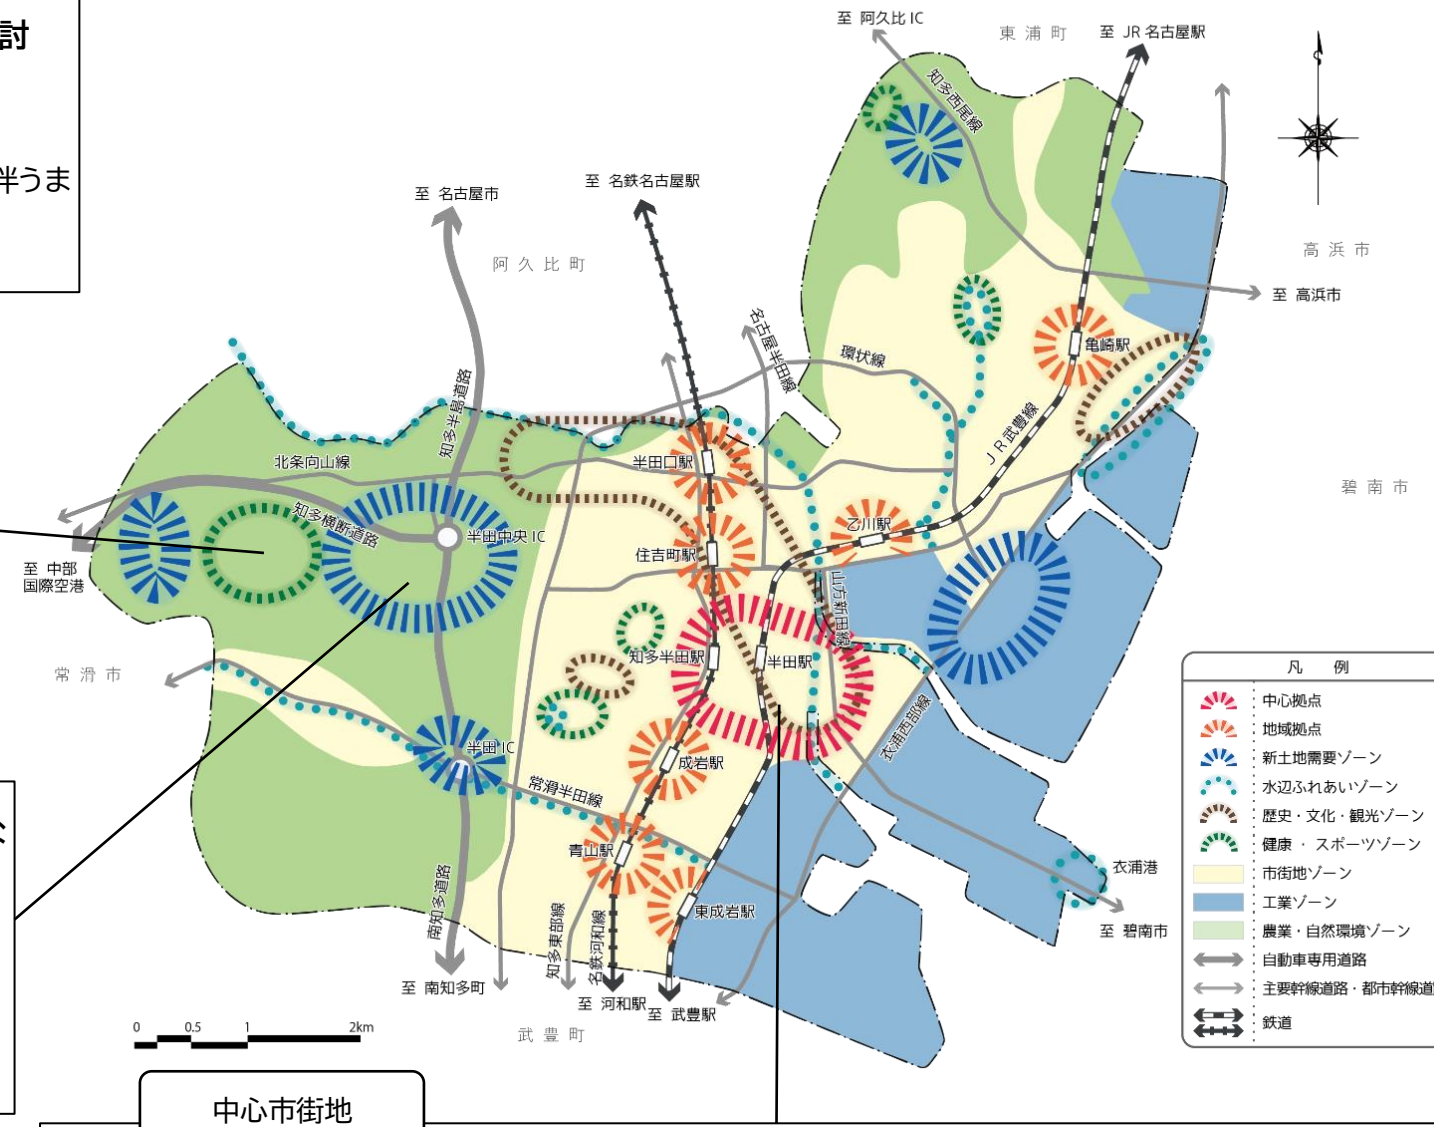 討
伴うま
至 阿久比 IC
東 浦 町
至 JR 名古屋駅
知多西尾線
至 名古屋市
至 名鉄名古屋駅
阿 久 比 町
高 浜 市
至 高浜市
名古屋半田線
環状線
亀崎駅
知多半島道路
JR武豊線
北条向山線
半田口駅
碧 南 市
知多横断道路
半田中央 IC
乙川駅
住吉町駅
至 中部
国際空港
山方新田線
知多半田駅
半田駅
常 滑 市
衣浦西部線
半田 IC
成岩駅
常滑半田線
青山駅
東成岩駅
衣浦港
至 碧南市
南知多道路
知多東部線
名鉄河和線
至 南知多町
至 河和駅
至 武豊駅
武 豊 町
0 0.5 1 2km
凡 例
中心拠点
地域拠点
新土地需要ゾーン
水辺ふれあいゾーン
歴史・文化・観光ゾーン
健康 ・ スポーツゾーン
市街地ゾーン
工業ゾーン
農業・自然環境ゾーン
自動車専用道路
主要幹線道路・都市幹線道
鉄道
中心市街地